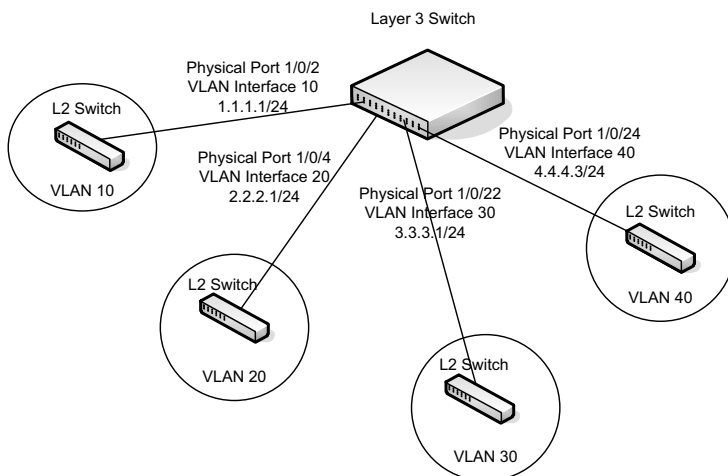 Layer 3 Switch
Physical Port 1/0/2
VLAN Interface 10
1.1.1.1/24
L2 Switch
VLAN 10
Physical Port 1/0/4
VLAN Interface 20
2.2.2.1/24
Physical Port 1/0/24
VLAN Interface 40
4.4.4.3/24
Physical Port 1/0/22
VLAN Interface 30
3.3.3.1/24
L2 Switch
VLAN 40
L2 Switch
VLAN 20
L2 Switch
VLAN 30